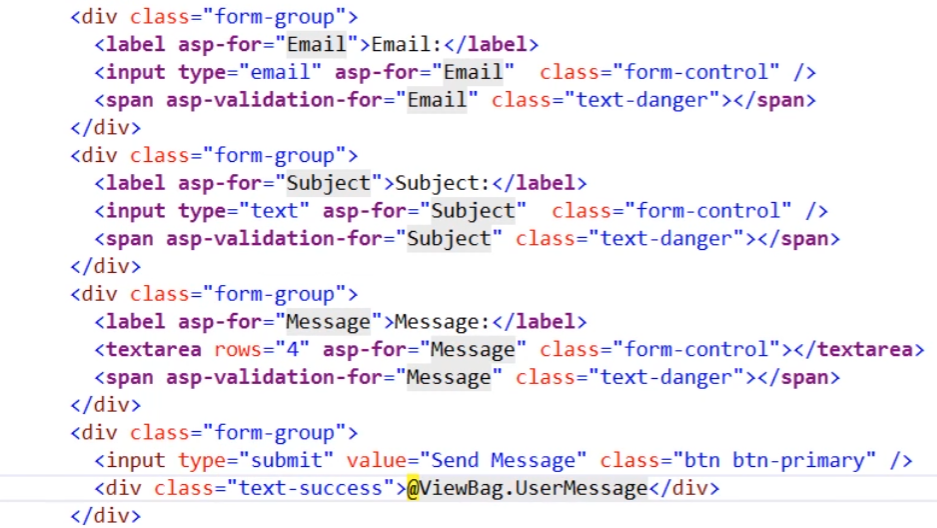 <div class="form-group">
<label asp-for="Email">Email:</label>
<input type="email" asp-for="Email"  class="form-control" />
<span asp-validation-for="Email" class="text-danger"></span>
</div>
<div class="form-group">
<label asp-for="Subject">Subject:</label>
<input type="text" asp-for="Subject"  class="form-control" />
<span asp-validation-for="Subject" class="text-danger"></span>
</div>
<div class="form-group">
<label asp-for="Message">Message:</label>
<textarea rows="4" asp-for="Message" class="form-control"></textarea>
<span asp-validation-for="Message" class="text-danger"></span>
</div>
<div class="form-group">
<input type="submit" value="Send Message" class="btn btn-primary" />
<div class="text-success">@ViewBag.UserMessage</div>
</div>